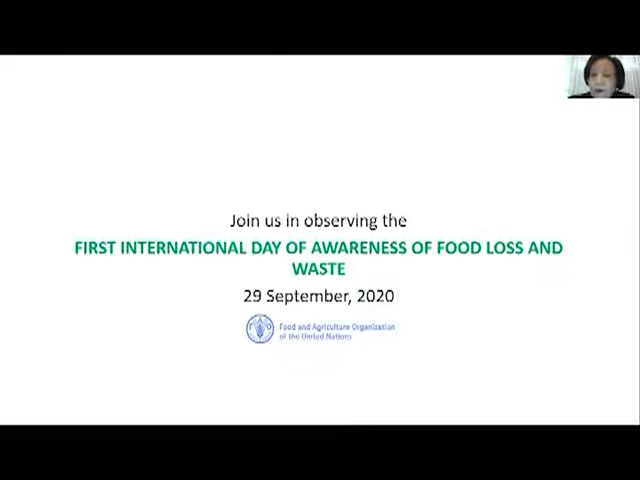 Join us in observing the
FIRST INTERNATIONAL DAY OF AWARENESS OF FOOD LOSS AND
WASTE
29 September, 2020
Food and Agriculture Organization
of the United Nations